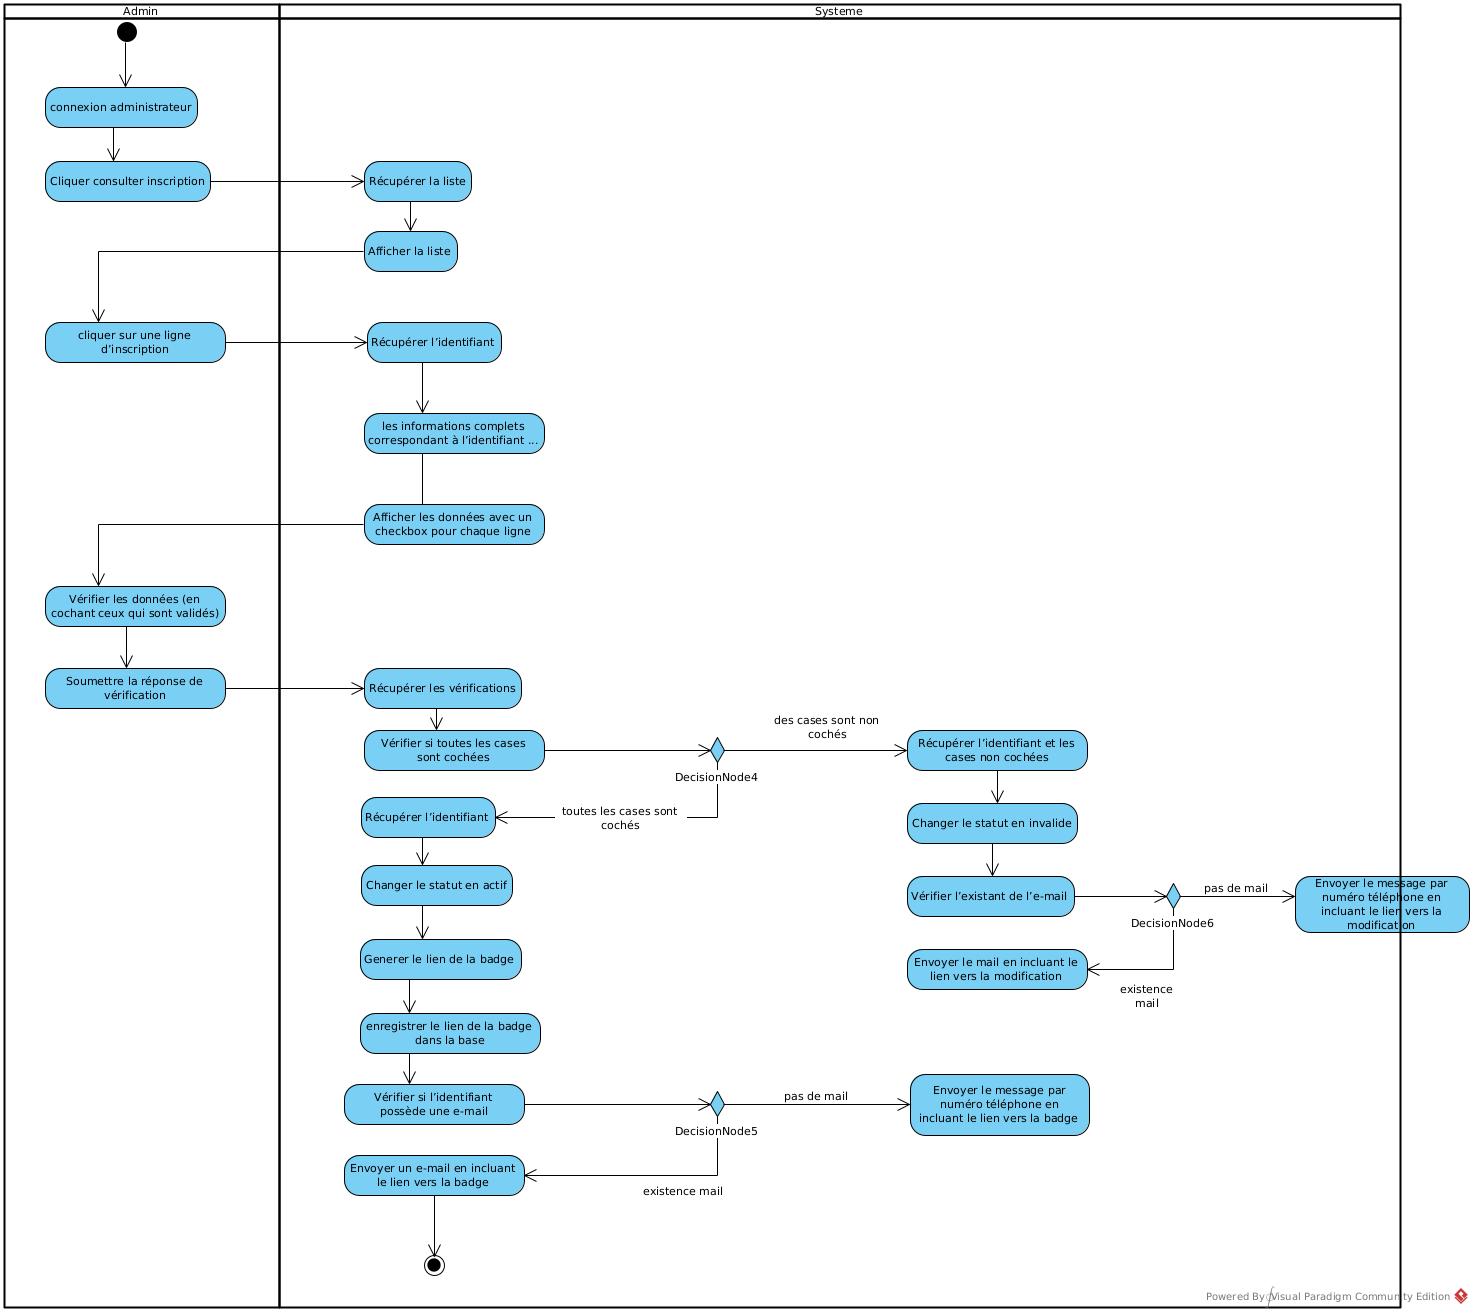 Admin
Systeme
connexion administrateur
Cliquer consulter inscription
Récupérer la liste
Afficher la liste
cliquer sur une ligne
d'inscription
Récupérer l'identifiant
les informations complets
correspondant à l'identifiant ...
Afficher les données avec un
checkbox pour chaque ligne
Vérifier les données (en
cochant ceux qui sont validés)
Soumettre la réponse de
vérification
Récupérer les vérifications
Vérifier si toutes les cases
sont cochées
DecisionNode4
des cases sont non
cochés
Récupérer l'identifiant et les
cases non cochées
toutes les cases sont
cochés
Récupérer l'identifiant
Changer le statut en invalide
Changer le statut en actif
Vérifier l'existant de l'e-mail
DecisionNode6
pas de mail
Envoyer le message par
numéro téléphone en
incluant le lien vers la
modification
Generer le lien de la badge
Envoyer le mail en incluant le
lien vers la modification
existence
mail
enregistrer le lien de la badge
dans la base
Vérifier si l'identifiant
possède une e-mail
DecisionNode5
pas de mail
Envoyer le message par
numéro téléphone en
incluant le lien vers la badge
Envoyer un e-mail en incluant
le lien vers la badge
existence mail
Powered By Visual Paradigm Community Edition